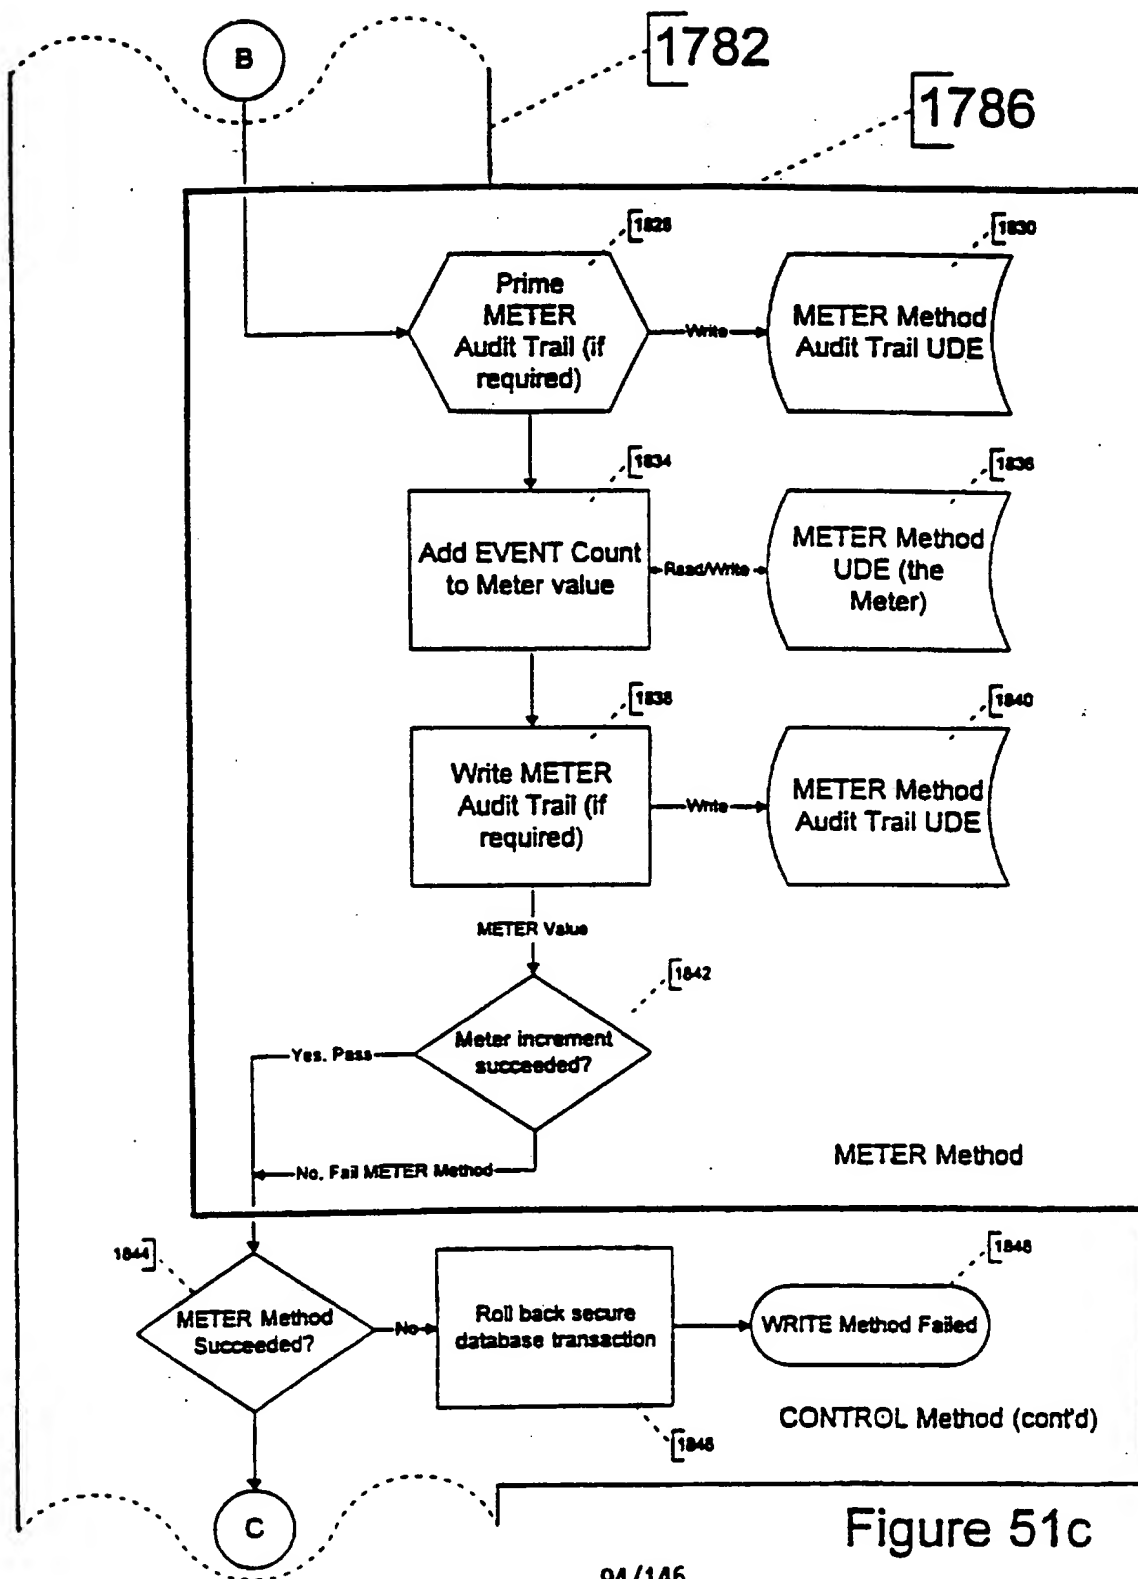 B
1782
1786
1828
1830
Prime
METER
Audit Trail (if
required)
Write
METER Method
Audit Trail UDE
1834
1836
Add EVENT Count
to Meter value
Read/Write
METER Method
UDE (the
Meter)
1838
1840
Write METER
Audit Trail (if
required)
Write
METER Method
Audit Trail UDE
METER Value
1842
Meter increment
succeeded?
Yes. Pass
No, Fail METER Method
METER Method
1844
1848
METER Method
Succeeded?
No
Roll back secure
database transaction
WRITE Method Failed
CONTROL Method (cont'd)
C
Figure 51c
94/146